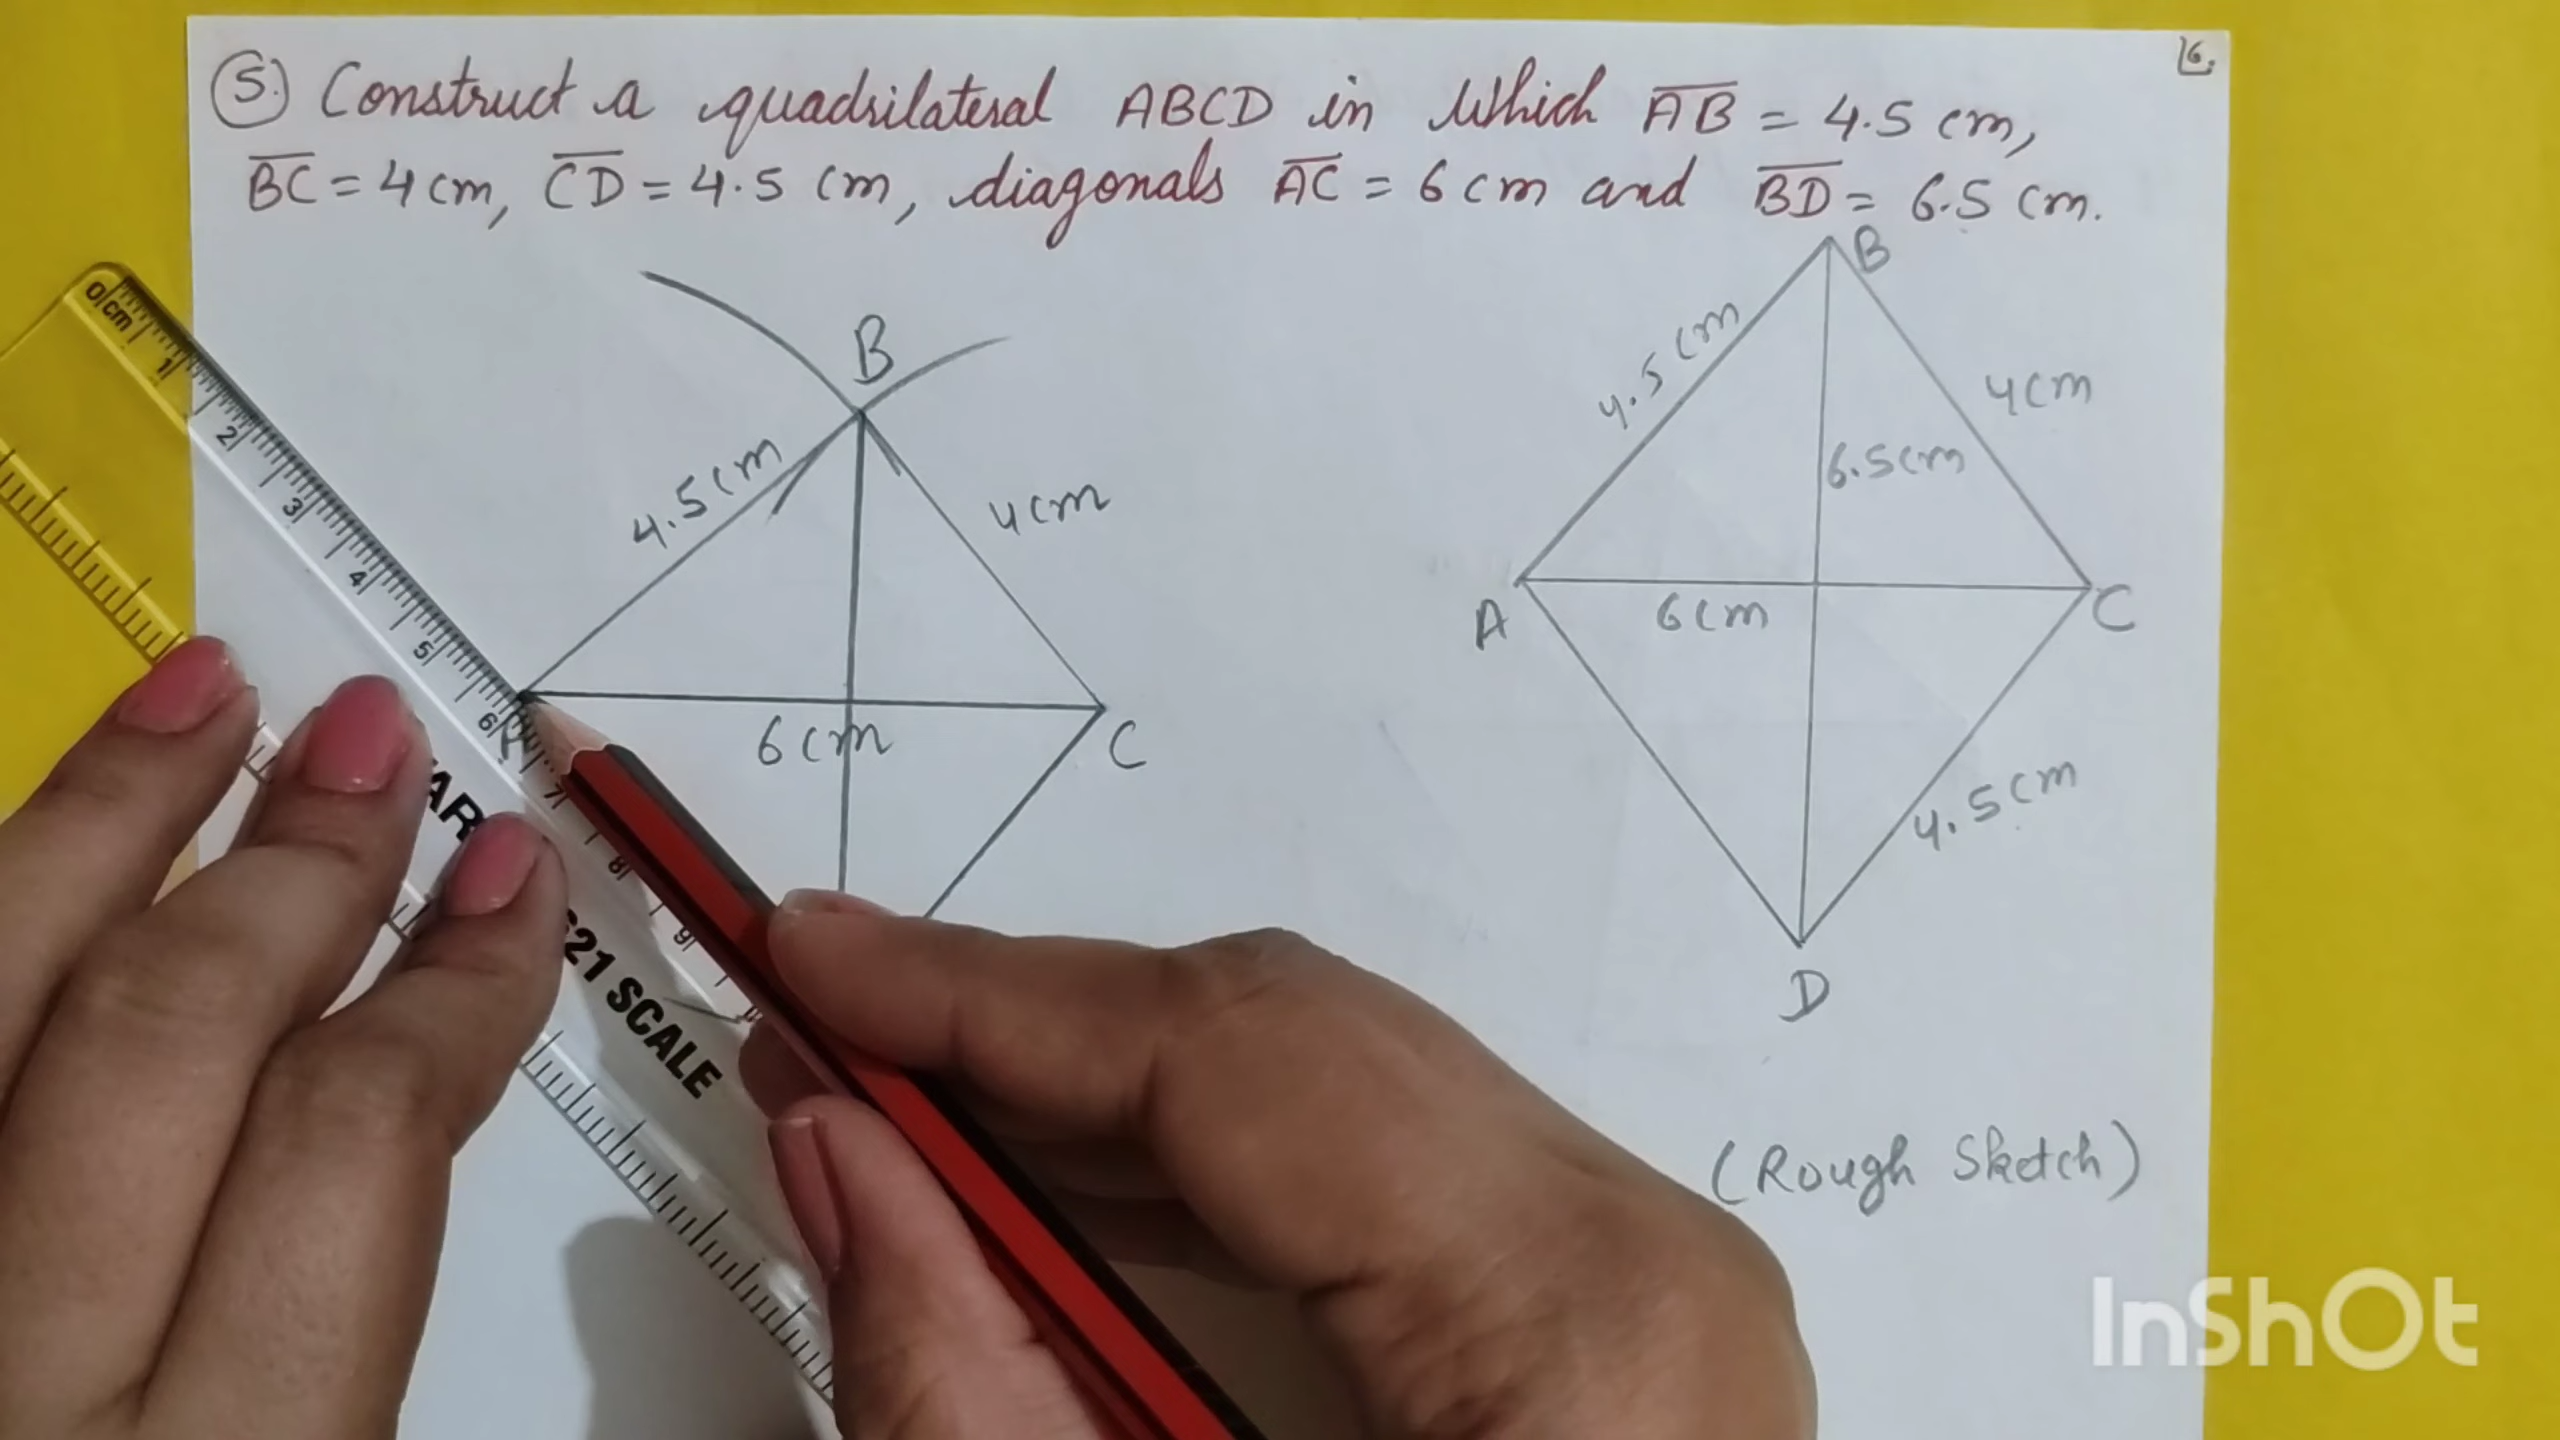 5. Construct a quadrilateral ABCD in which AB = 4.5 cm,
BC = 4 cm, CD = 4.5 cm, diagonals AC = 6 cm and BD = 6.5 cm.
16.
B
4.5 cm
4 cm
6 cm
C
A
B
4.5 cm
4 cm
6.5 cm
A
6 cm
C
4.5 cm
D
(Rough Sketch)
0 cm 1 2 3 4 5 6 7 8 9
621 SCALE
InShOt